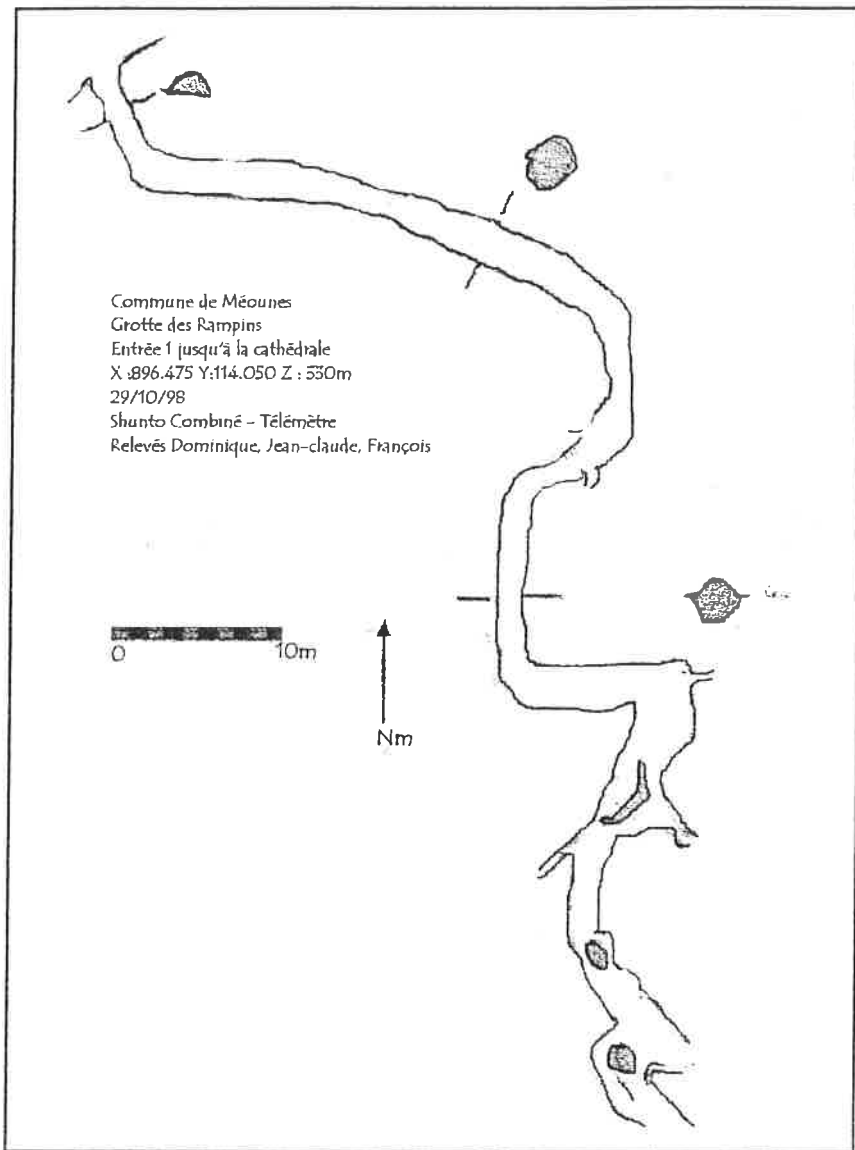 Commune de Méounes
Grotte des Rampins
Entrée 1 jusqu'à la cathédrale
X :896.475 Y:114.050 Z : 330m
29/10/98
Shunto Combiné – Télémètre
Relevés Dominique, Jean-claude, François
0 10m
Nm